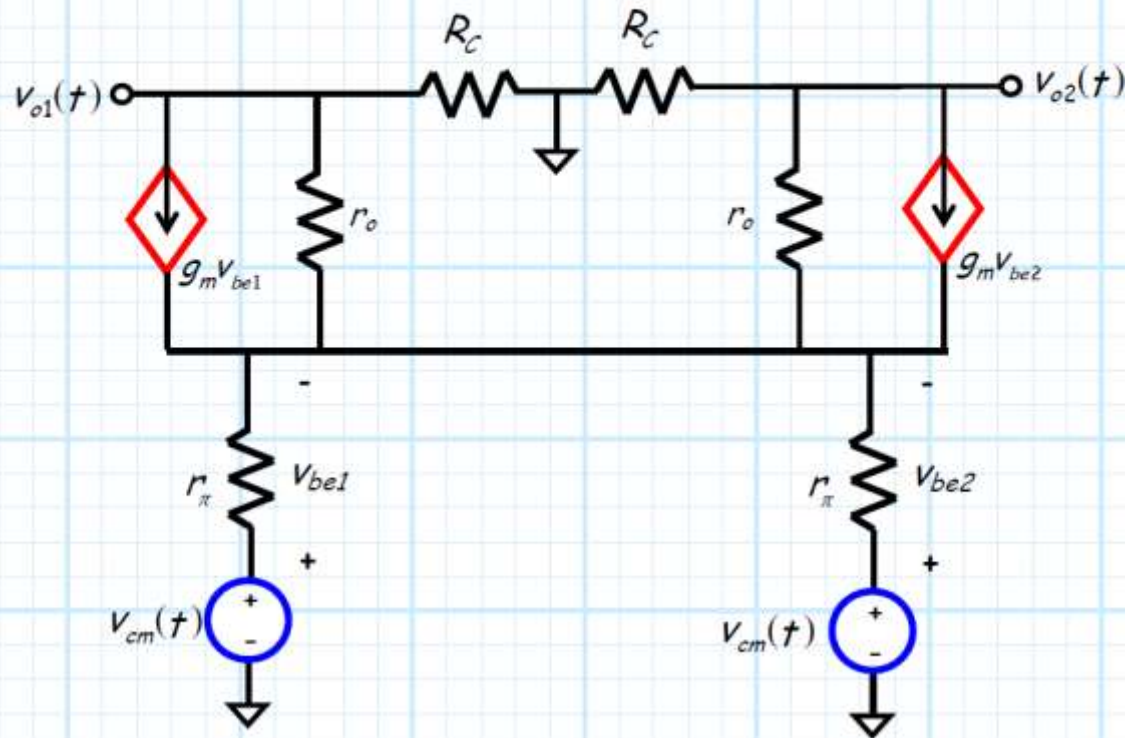 R_C R_C
v_o1(t) v_o2(t)
r_o r_o
g_m v_be1 g_m v_be2
- -
r_π v_be1 r_π v_be2
+ +
v_cm(t) + v_cm(t) +
- -